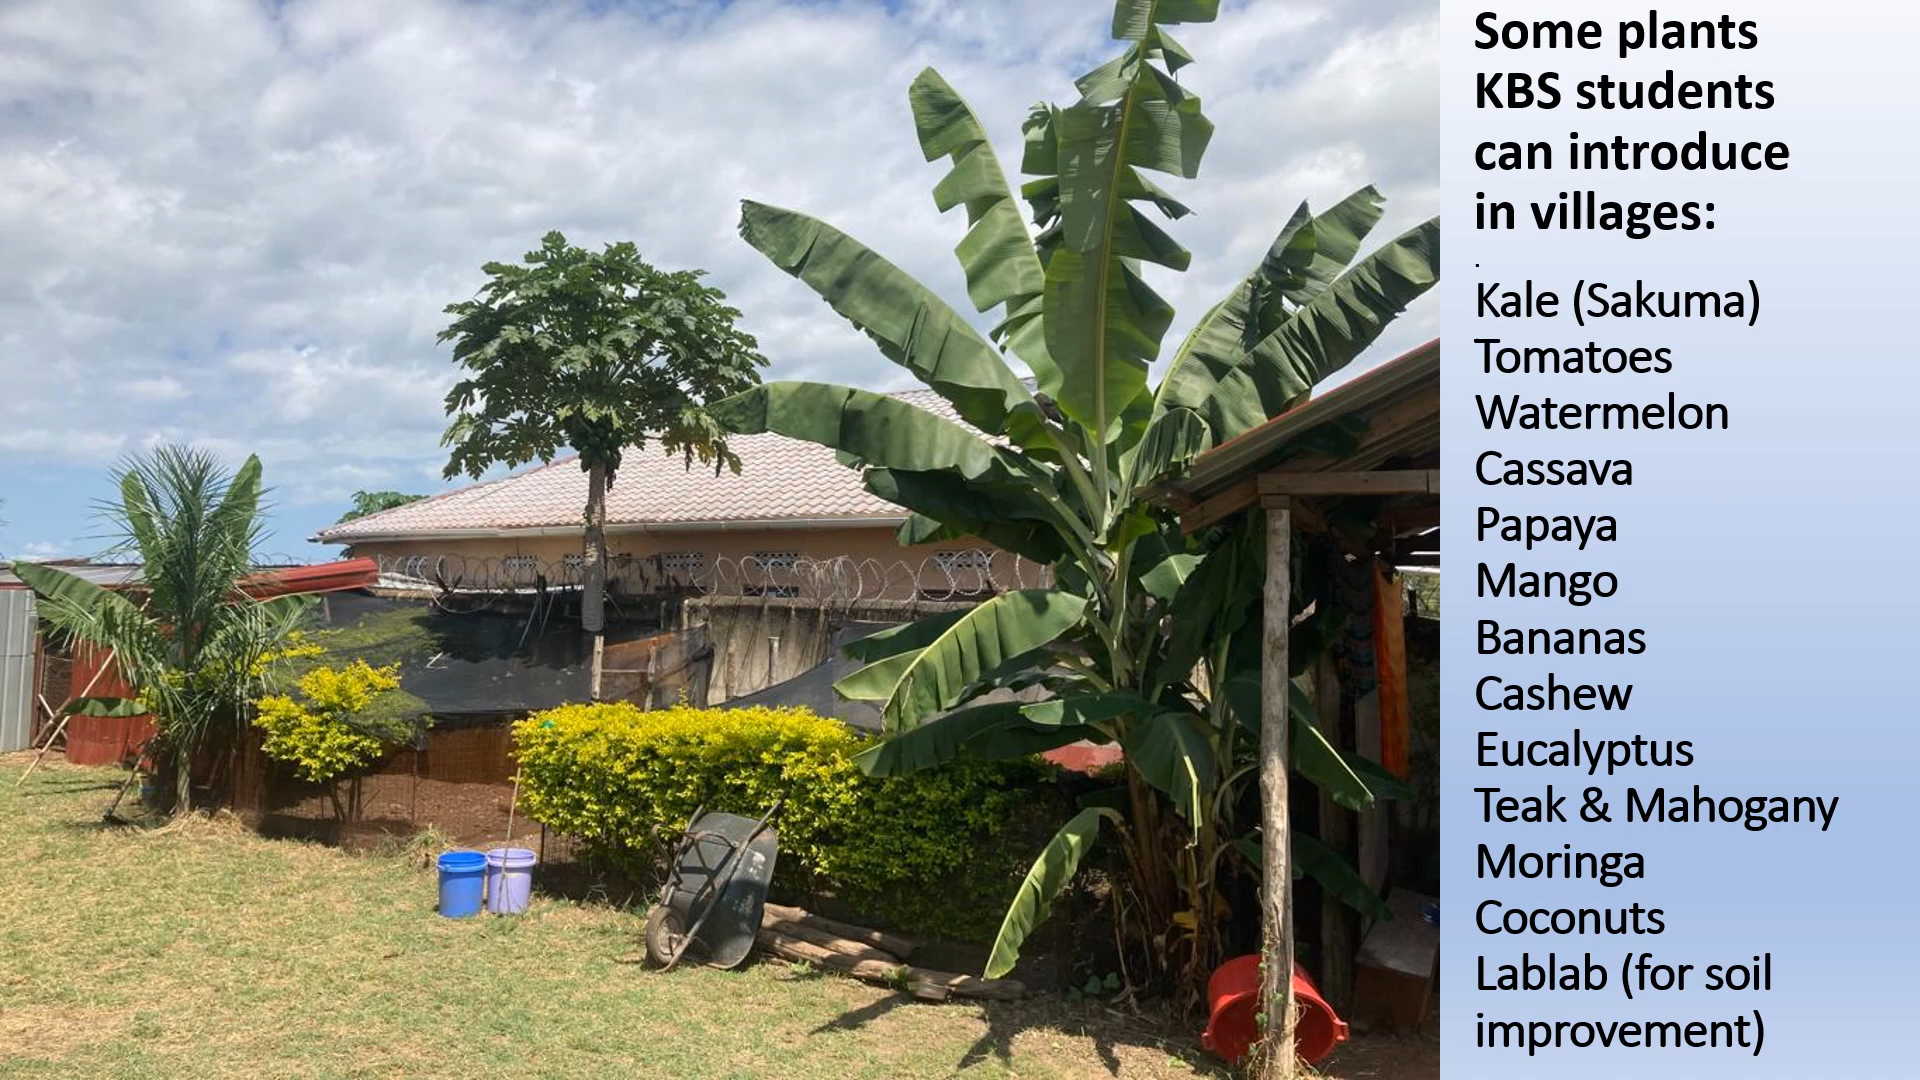 Some plants
KBS students
can introduce
in villages:
.
Kale (Sakuma)
Tomatoes
Watermelon
Cassava
Papaya
Mango
Bananas
Cashew
Eucalyptus
Teak & Mahogany
Moringa
Coconuts
Lablab (for soil
improvement)